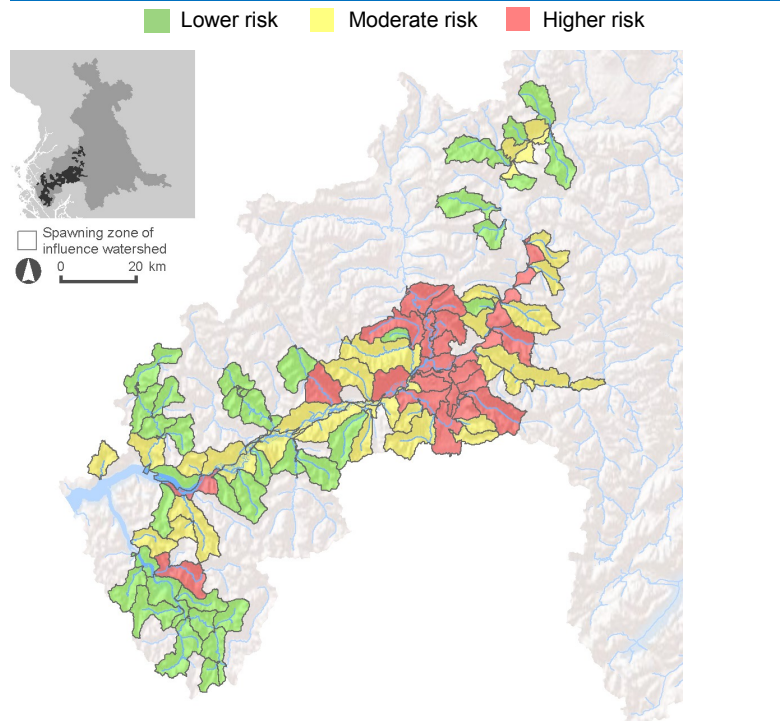 Lower risk Moderate risk Higher risk
Spawning zone of
influence watershed
0 20 km